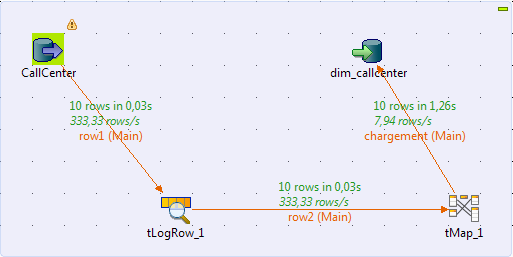 CallCenter
dim_callcenter
10 rows in 0,03s
333,33 rows/s
row1 (Main)
10 rows in 1,26s
7,94 rows/s
chargement (Main)
10 rows in 0,03s
333,33 rows/s
row2 (Main)
tLogRow_1
tMap_1